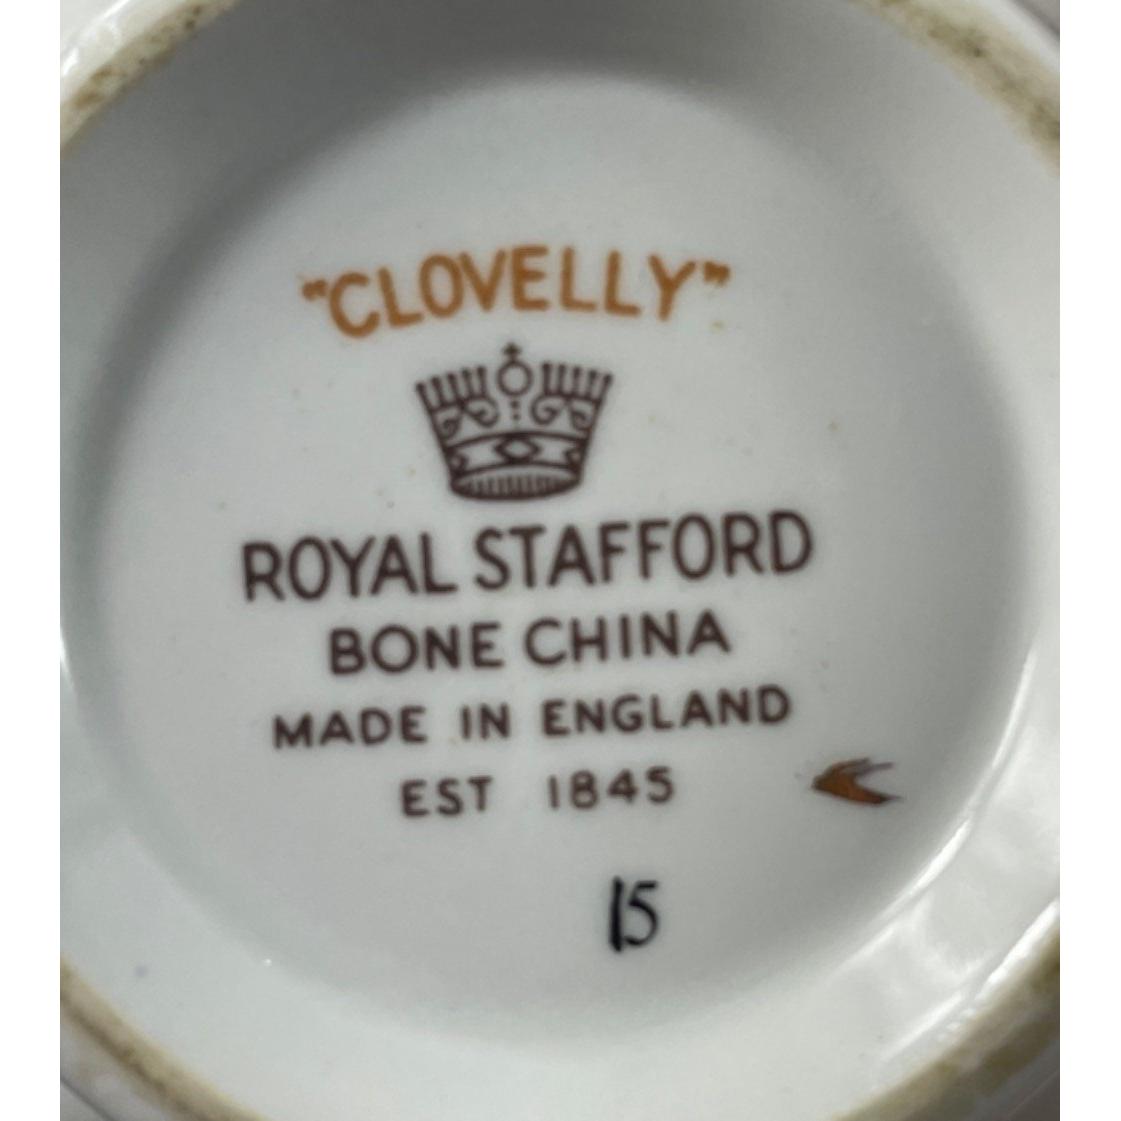 "CLOVELLY"
ROYAL STAFFORD
BONE CHINA
MADE IN ENGLAND
EST 1845
15